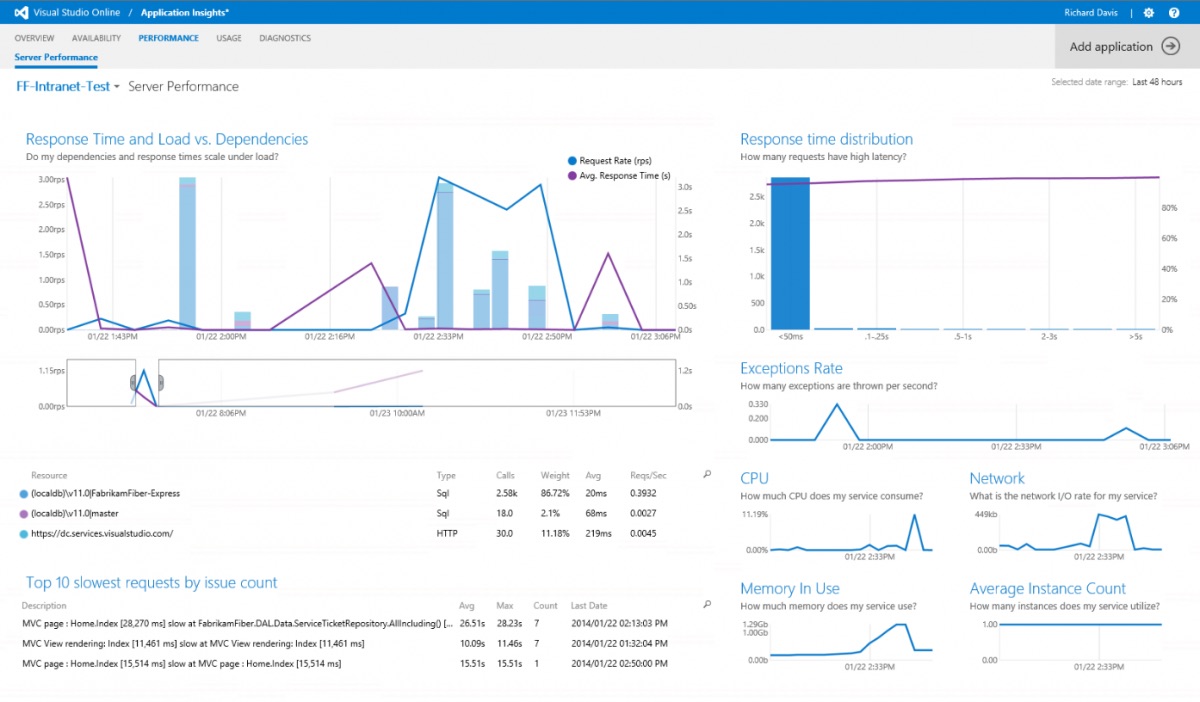 Visual Studio Online / Application Insights* Richard Davis |
OVERVIEW AVAILABILITY PERFORMANCE USAGE DIAGNOSTICS
Add application
Server Performance
FF-Intranet-Test Server Performance
Selected date range: Last 48 hours
Response Time and Load vs. Dependencies
Do my dependencies and response times scale under load?
Request Rate (rps)
Avg. Response Time (s)
3.00rps 3.0s
2.50rps 2.5s
2.00rps 2.0s
1.50rps 1.5s
1.00rps 1.0s
0.50rps 0.50s
0.00rps 0.0s
01/22 1:43PM 01/22 2:00PM 01/22 2:16PM 01/22 2:33PM 01/22 2:50PM 01/22 3:06PM
1.15rps 1.2s
0.00rps 0.0s
01/22 8:06PM 01/23 10:00AM 01/23 11:53PM
Resource Type Calls Weight Avg Reqs/Sec
(localdb)\v11.0|FabrikamFiber-Express Sql 2.58k 86.72% 20ms 0.3932
(localdb)\v11.0|master Sql 18.0 2.1% 68ms 0.0027
https://dc.services.visualstudio.com/ HTTP 30.0 11.18% 219ms 0.0045
Top 10 slowest requests by issue count
Description Avg Max Count Last Date
MVC page : Home.Index [28,270 ms] slow at FabrikamFiber.DAL.Data.ServiceTicketRepository.AllIncluding() [... 26.51s 28.23s 7 2014/01/22 02:13:03 PM
MVC View rendering: Index [11,461 ms] slow at MVC View rendering: Index [11,461 ms] 10.09s 11.46s 7 2014/01/22 01:32:04 PM
MVC page : Home.Index [15,514 ms] slow at MVC page : Home.Index [15,514 ms] 15.51s 15.51s 1 2014/01/22 02:50:00 PM
Response time distribution
How many requests have high latency?
2.5k 80%
2.0k 60%
1.5k
1.0k 40%
500 20%
0.0 0%
<50ms .1-25s .5-1s 2-3s >5s
Exceptions Rate
How many exceptions are thrown per second?
0.330
0.200
0.000
01/22 2:00PM 01/22 2:33PM 01/22 3:06PM
CPU
How much CPU does my service consume?
11.19%
0.00%
01/22 2:33PM
Network
What is the network I/O rate for my service?
449kb
0.00b
01/22 2:33PM
Memory In Use
How much memory does my service use?
1.29Gb
1.00Gb
0.00b
01/22 2:33PM
Average Instance Count
How many instances does my service utilize?
1.00
0.00
01/22 2:33PM